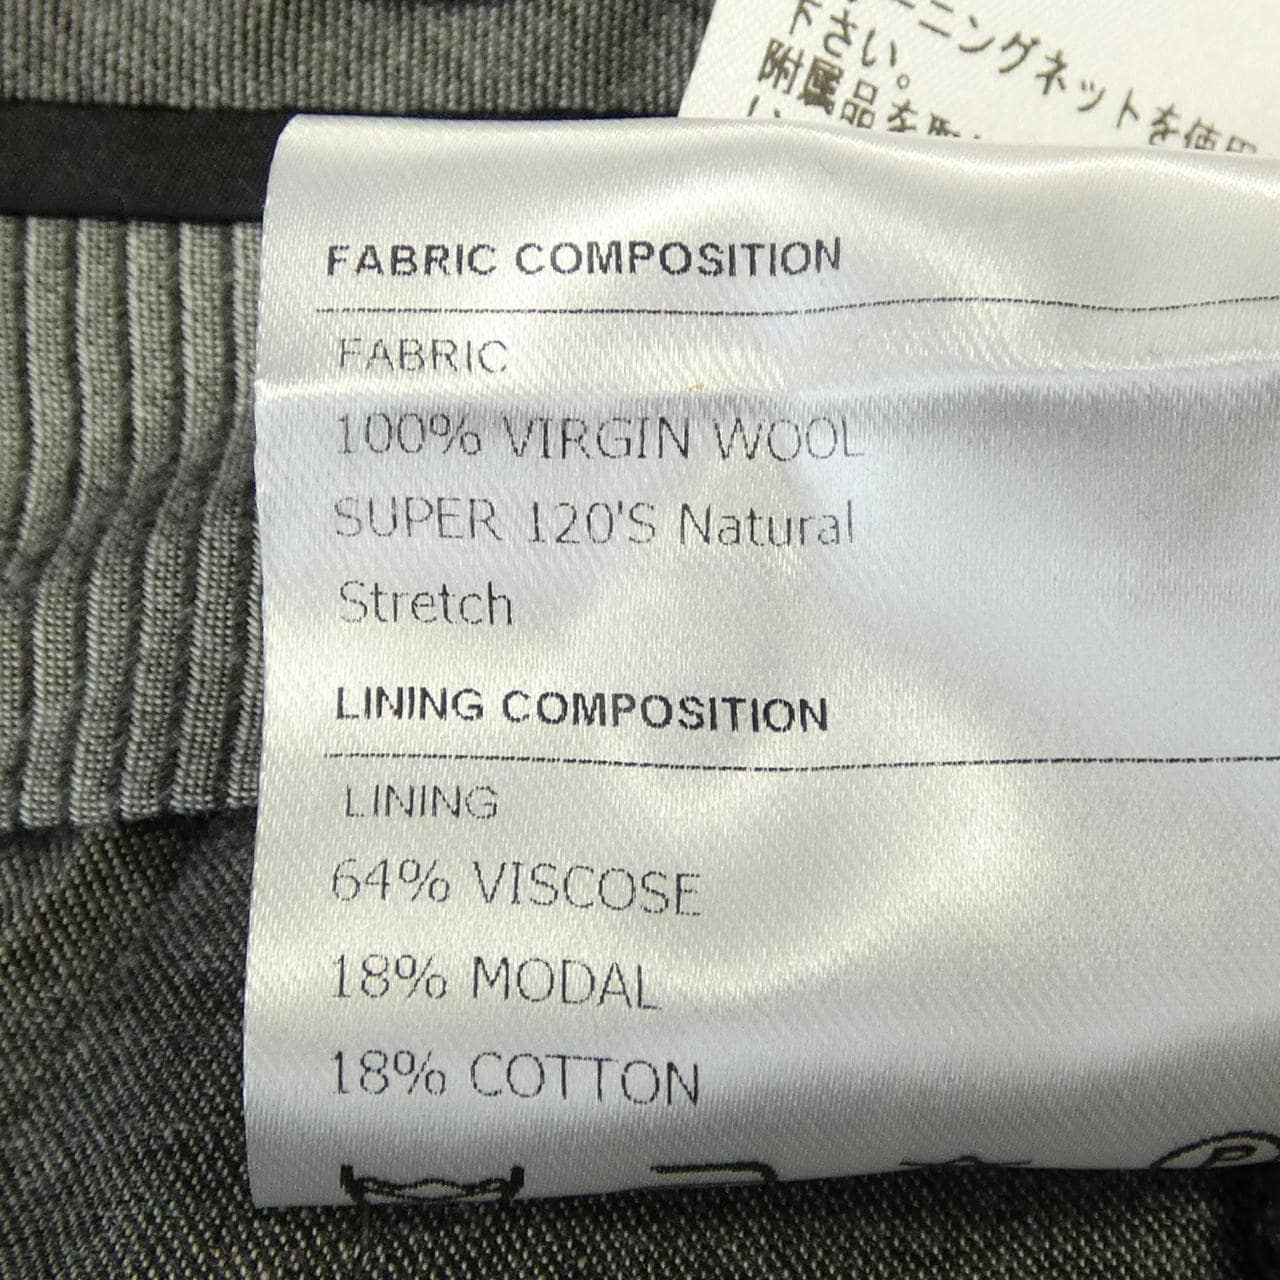 ニングネットを使用
下さい。
附属品を取
FABRIC COMPOSITION
FABRIC
100% VIRGIN WOOL
SUPER 120'S Natural
Stretch
LINING COMPOSITION
LINING
64% VISCOSE
18% MODAL
18% COTTON
P